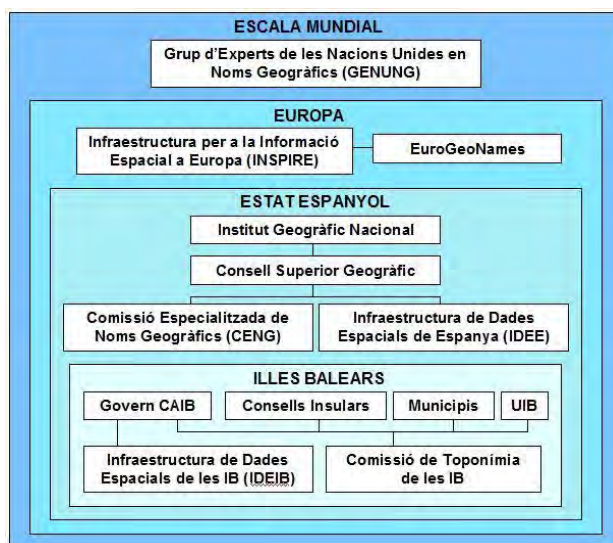 ESCALA MUNDIAL
Grup d'Experts de les Nacions Unides en
Noms Geogràfics (GENUNG)
EUROPA
Infraestructura per a la Informació
Espacial a Europa (INSPIRE)
EuroGeoNames
ESTAT ESPANYOL
Institut Geogràfic Nacional
Consell Superior Geogràfic
Comissió Especialitzada de
Noms Geogràfics (CENG)
Infraestructura de Dades
Espacials de Espanya (IDEE)
ILLES BALEARS
Govern CAIB
Consells Insulars
Municipis
UIB
Infraestructura de Dades
Espacials de les IB (IDEIB)
Comissió de Toponímia
de les IB